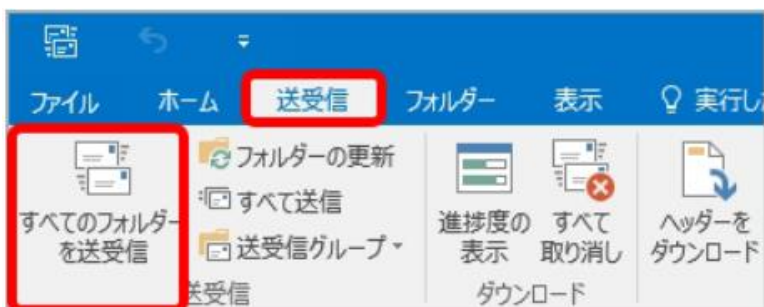 ファイル ホーム 送受信 フォルダー 表示 実行した
すべてのフォルダー
を送受信
フォルダーの更新
すべて送信
送受信グループ
送受信
進捗度の
表示
すべて
取り消し
ダウンロード
ヘッダーを
ダウンロード